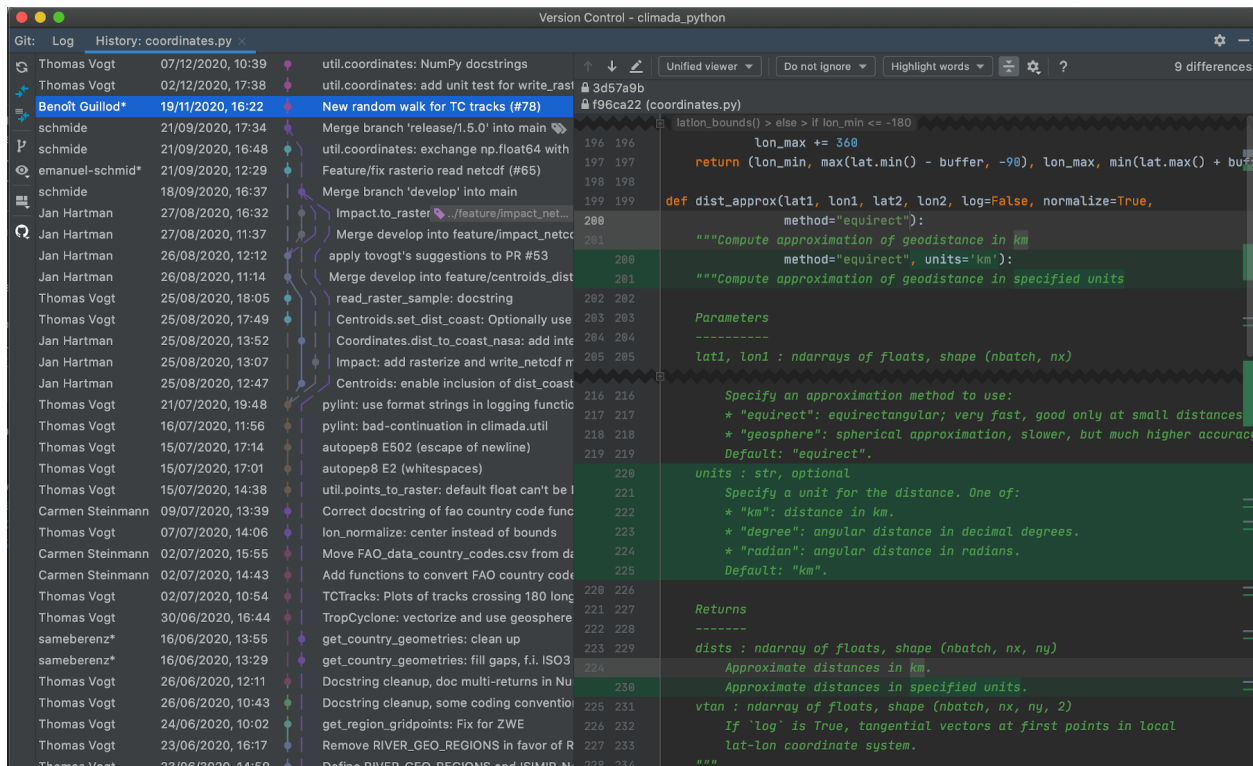 Version Control - climada_python
Git: Log History: coordinates.py ×
Thomas Vogt 07/12/2020, 10:39 util.coordinates: NumPy docstrings
Thomas Vogt 02/12/2020, 17:38 util.coordinates: add unit test for write_rast
Benoît Guillod* 19/11/2020, 16:22 New random walk for TC tracks (#78)
schmide 21/09/2020, 17:34 Merge branch 'release/1.5.0' into main
schmide 21/09/2020, 16:48 util.coordinates: exchange np.float64 with
emanuel-schmid* 21/09/2020, 12:29 Feature/fix rasterio read netcdf (#65)
schmide 18/09/2020, 16:37 Merge branch 'develop' into main
Jan Hartman 27/08/2020, 16:32 Impact.to_raster ../feature/impact_net...
Jan Hartman 27/08/2020, 11:37 Merge develop into feature/impact_netc
Jan Hartman 26/08/2020, 12:12 apply tovogt's suggestions to PR #53
Jan Hartman 26/08/2020, 11:14 Merge develop into feature/centroids_dist
Thomas Vogt 25/08/2020, 18:05 read_raster_sample: docstring
Thomas Vogt 25/08/2020, 17:49 Centroids.set_dist_coast: Optionally use
Jan Hartman 25/08/2020, 13:52 Coordinates.dist_to_coast_nasa: add inte
Jan Hartman 25/08/2020, 13:07 Impact: add rasterize and write_netcdf m
Jan Hartman 25/08/2020, 12:47 Centroids: enable inclusion of dist_coast
Thomas Vogt 21/07/2020, 19:48 pylint: use format strings in logging functio
Thomas Vogt 16/07/2020, 11:56 pylint: bad-continuation in climada.util
Thomas Vogt 15/07/2020, 17:14 autopep8 E502 (escape of newline)
Thomas Vogt 15/07/2020, 17:01 autopep8 E2 (whitespaces)
Thomas Vogt 15/07/2020, 14:38 util.points_to_raster: default float can't be
Carmen Steinmann 09/07/2020, 13:39 Correct docstring of fao country code func
Thomas Vogt 07/07/2020, 14:06 lon_normalize: center instead of bounds
Carmen Steinmann 02/07/2020, 15:55 Move FAO_data_country_codes.csv from da
Carmen Steinmann 02/07/2020, 14:43 Add functions to convert FAO country code
Thomas Vogt 02/07/2020, 10:54 TCTracks: Plots of tracks crossing 180 long
Thomas Vogt 30/06/2020, 16:44 TropCyclone: vectorize and use geosphere
sameberenz* 16/06/2020, 13:55 get_country_geometries: clean up
sameberenz* 16/06/2020, 13:29 get_country_geometries: fill gaps, f.i. ISO3
Thomas Vogt 26/06/2020, 12:11 Docstring cleanup, doc multi-returns in Nu
Thomas Vogt 26/06/2020, 10:43 Docstring cleanup, some coding conventio
Thomas Vogt 24/06/2020, 10:02 get_region_gridpoints: Fix for ZWE
Thomas Vogt 23/06/2020, 16:17 Remove RIVER_GEO_REGIONS in favor of R
Unified viewer Do not ignore Highlight words ? 9 differences
3d57a9b
f96ca22 (coordinates.py)
latlon_bounds() > else > if lon_min <= -180
196 196 lon_max += 360
197 197 return (lon_min, max(lat.min() - buffer, -90), lon_max, min(lat.max() + buf
198 198
199 199 def dist_approx(lat1, lon1, lat2, lon2, log=False, normalize=True,
200 method="equirect"):
201 """Compute approximation of geodistance in km
200 method="equirect", units='km'):
201 """Compute approximation of geodistance in specified units
202 202
203 203 Parameters
204 204 ----------
205 205 lat1, lon1 : ndarrays of floats, shape (nbatch, nx)
216 216 Specify an approximation method to use:
217 217 * "equirect": equirectangular; very fast, good only at small distances
218 218 * "geosphere": spherical approximation, slower, but much higher accuracy
219 219 Default: "equirect".
220 units : str, optional
221 Specify a unit for the distance. One of:
222 * "km": distance in km.
223 * "degree": angular distance in decimal degrees.
224 * "radian": angular distance in radians.
225 Default: "km".
220 226
221 227 Returns
222 228 -------
223 229 dists : ndarray of floats, shape (nbatch, nx, ny)
224 Approximate distances in km.
230 Approximate distances in specified units.
225 231 vtan : ndarray of floats, shape (nbatch, nx, ny, 2)
226 232 If `log` is True, tangential vectors at first points in local
227 233 lat-lon coordinate system.
228 234 """